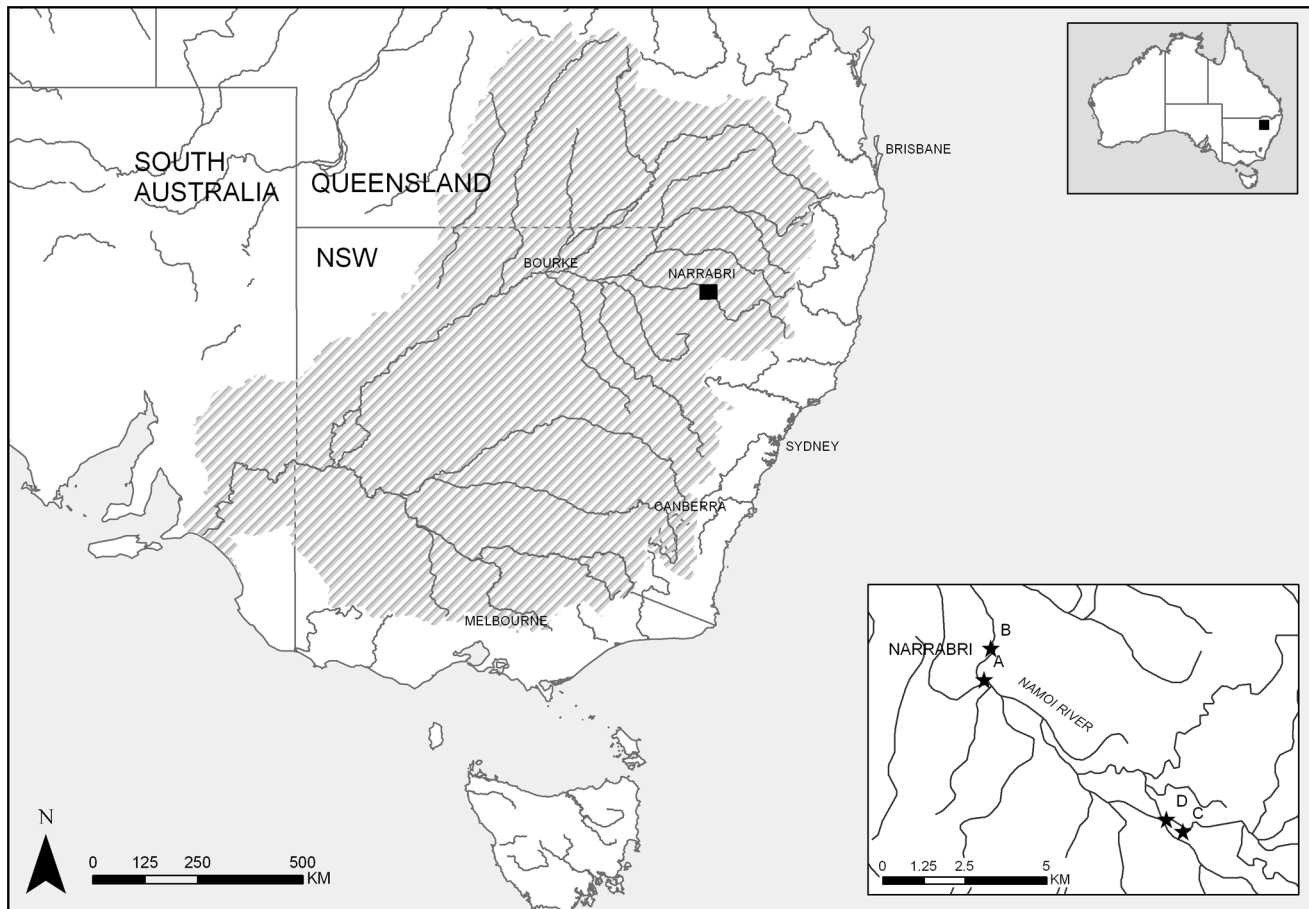 BRISBANE
SOUTH
AUSTRALIA
QUEENSLAND
NSW
BOURKE
NARRABRI
SYDNEY
CANBERRA
MELBOURNE
N
0 125 250 500
KM
B
NARRABRI
A
NAMOI RIVER
D
C
0 1.25 2.5 5
KM